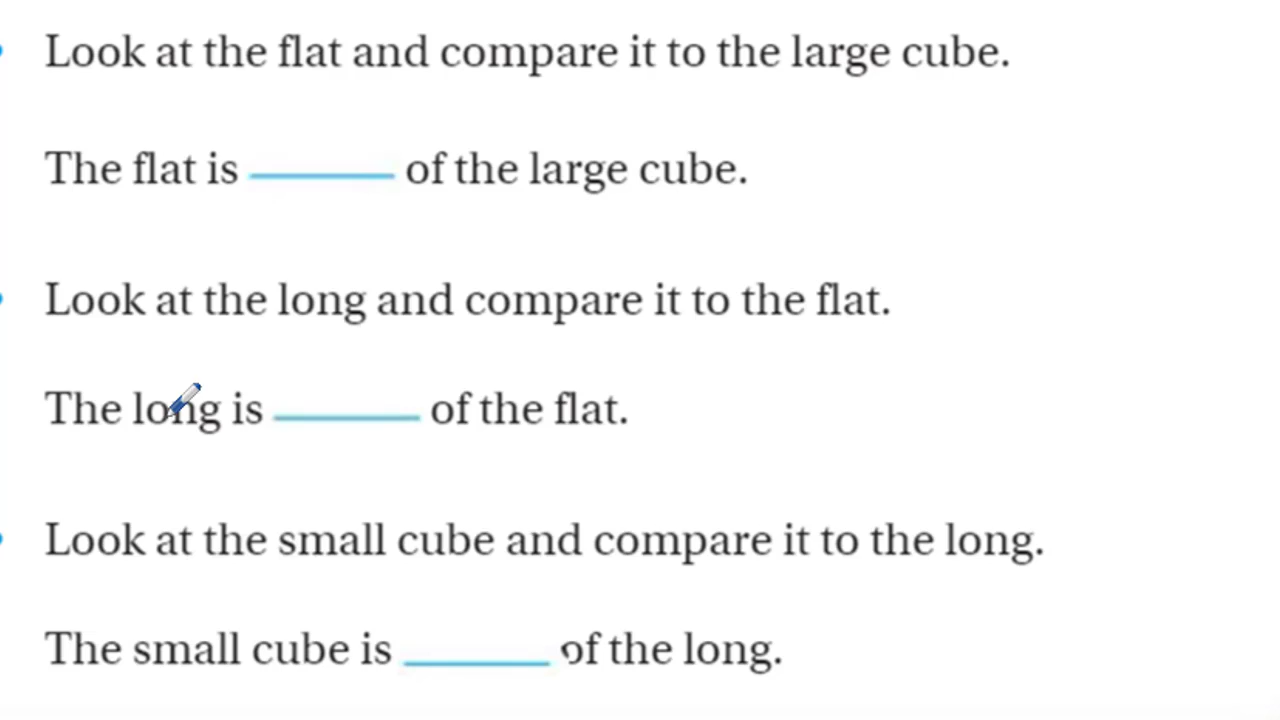 Look at the flat and compare it to the large cube.
The flat is ______ of the large cube.
Look at the long and compare it to the flat.
The long is ______ of the flat.
Look at the small cube and compare it to the long.
The small cube is ______ of the long.